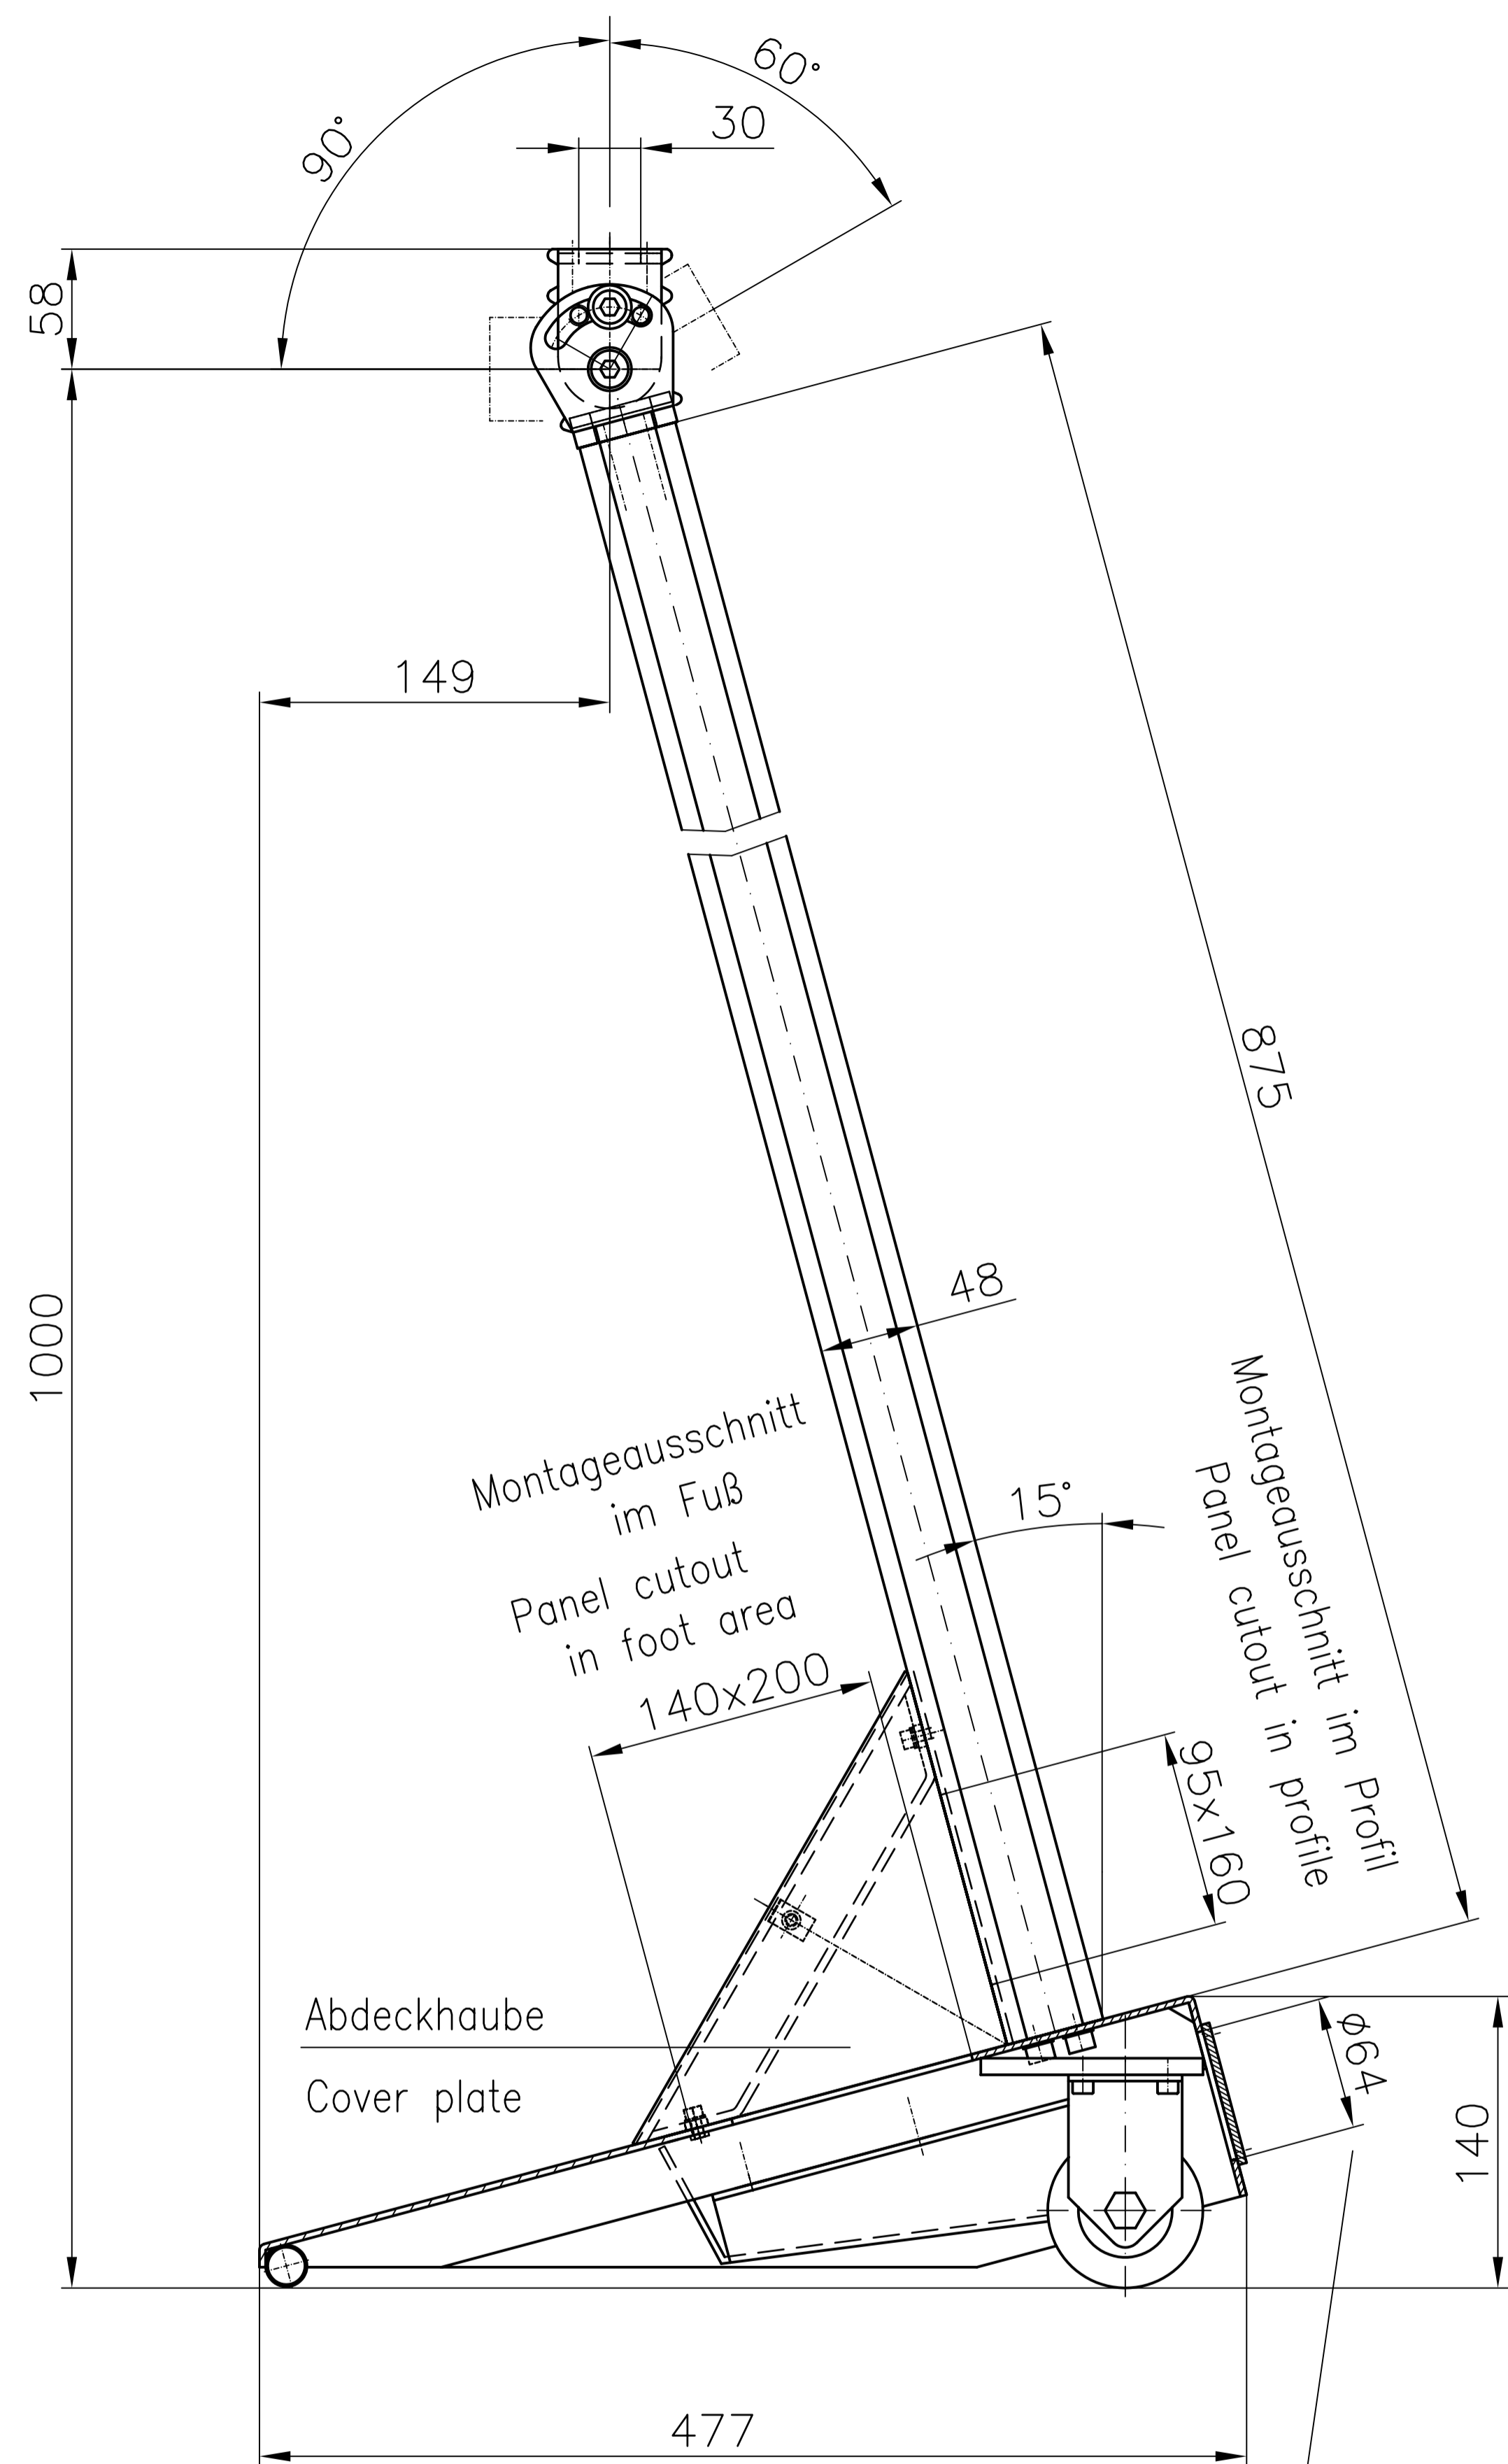 60°
90°
30
58
149
875
1000
48
Montageausschnitt
im Fuß
Panel cutout
in foot area
140x200
15°
Montageausschnitt im Profil
Panel cutout in profile
95x160
Abdeckhaube
Cover plate
ϕ64
140
477